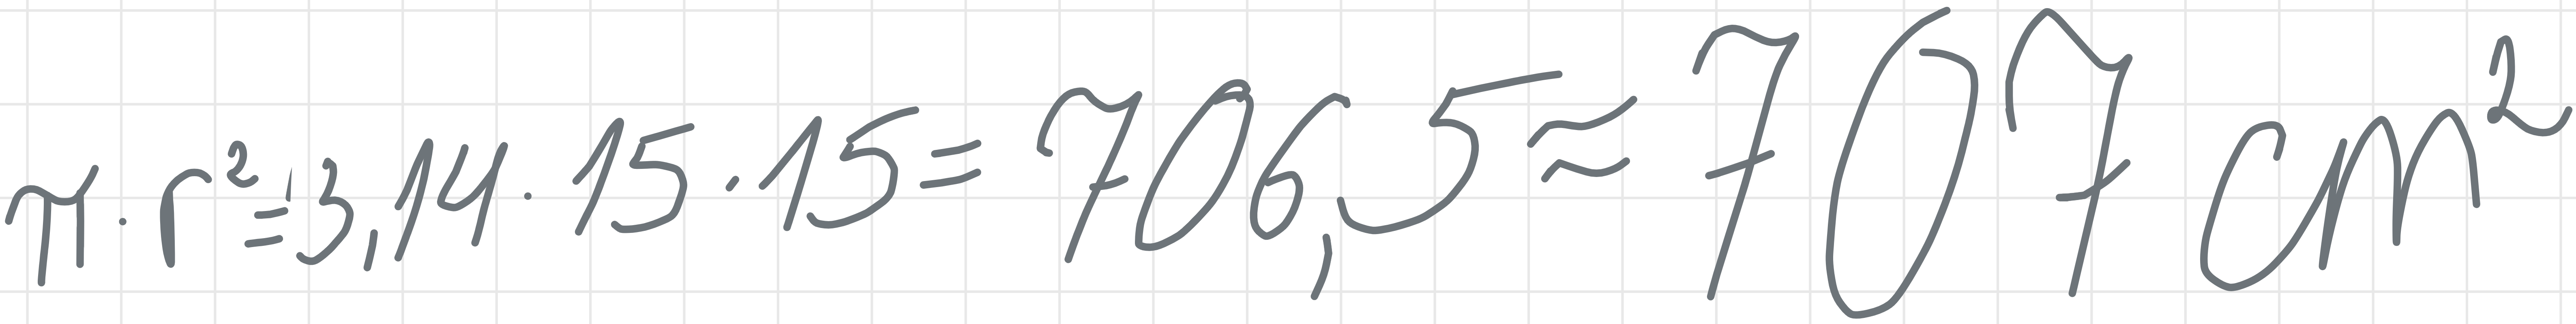 π · r² = 3,14 · 15 · 15 = 706,5 ≈ 707 cm²